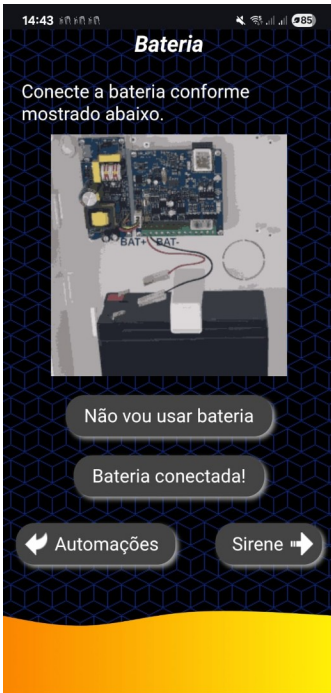 14:43
85
Bateria
Conecte a bateria conforme
mostrado abaixo.
BAT+ BAT-
Não vou usar bateria
Bateria conectada!
Automações
Sirene